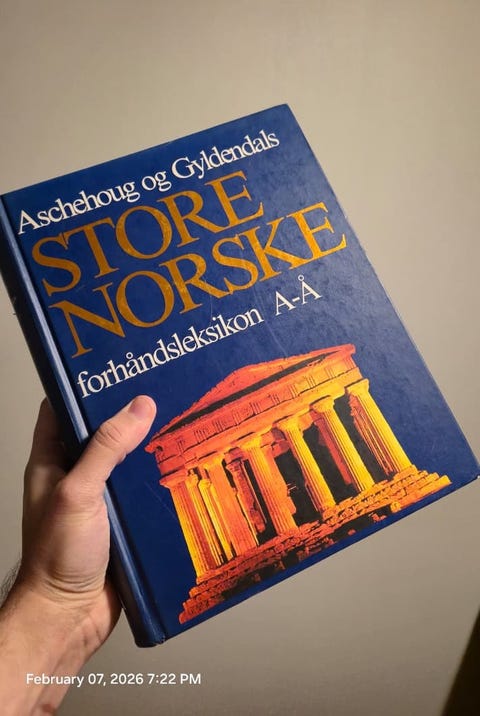 Aschehoug og Gyldendals
STORE
NORSKE
forhåndsleksikon A-Å
February 07, 2026 7:22 PM